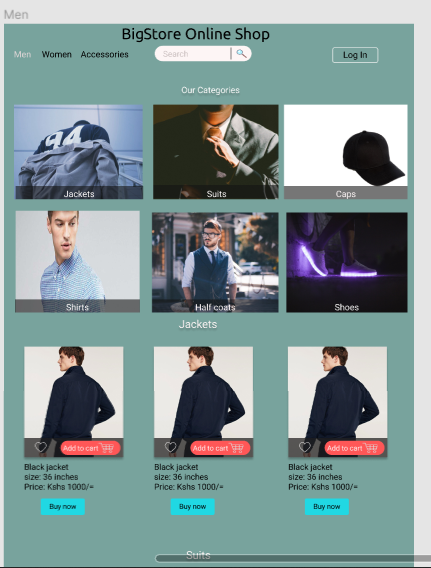 Men
BigStore Online Shop
Men Women Accessories Search Log In
Our Categories
94
Jackets Suits Caps
Shirts Half coats Shoes
Jackets
Add to cart Add to cart Add to cart
Black jacket Black jacket Black jacket
size: 36 inches size: 36 inches size: 36 inches
Price: Kshs 1000/= Price: Kshs 1000/= Price: Kshs 1000/=
Buy now Buy now Buy now
Suits